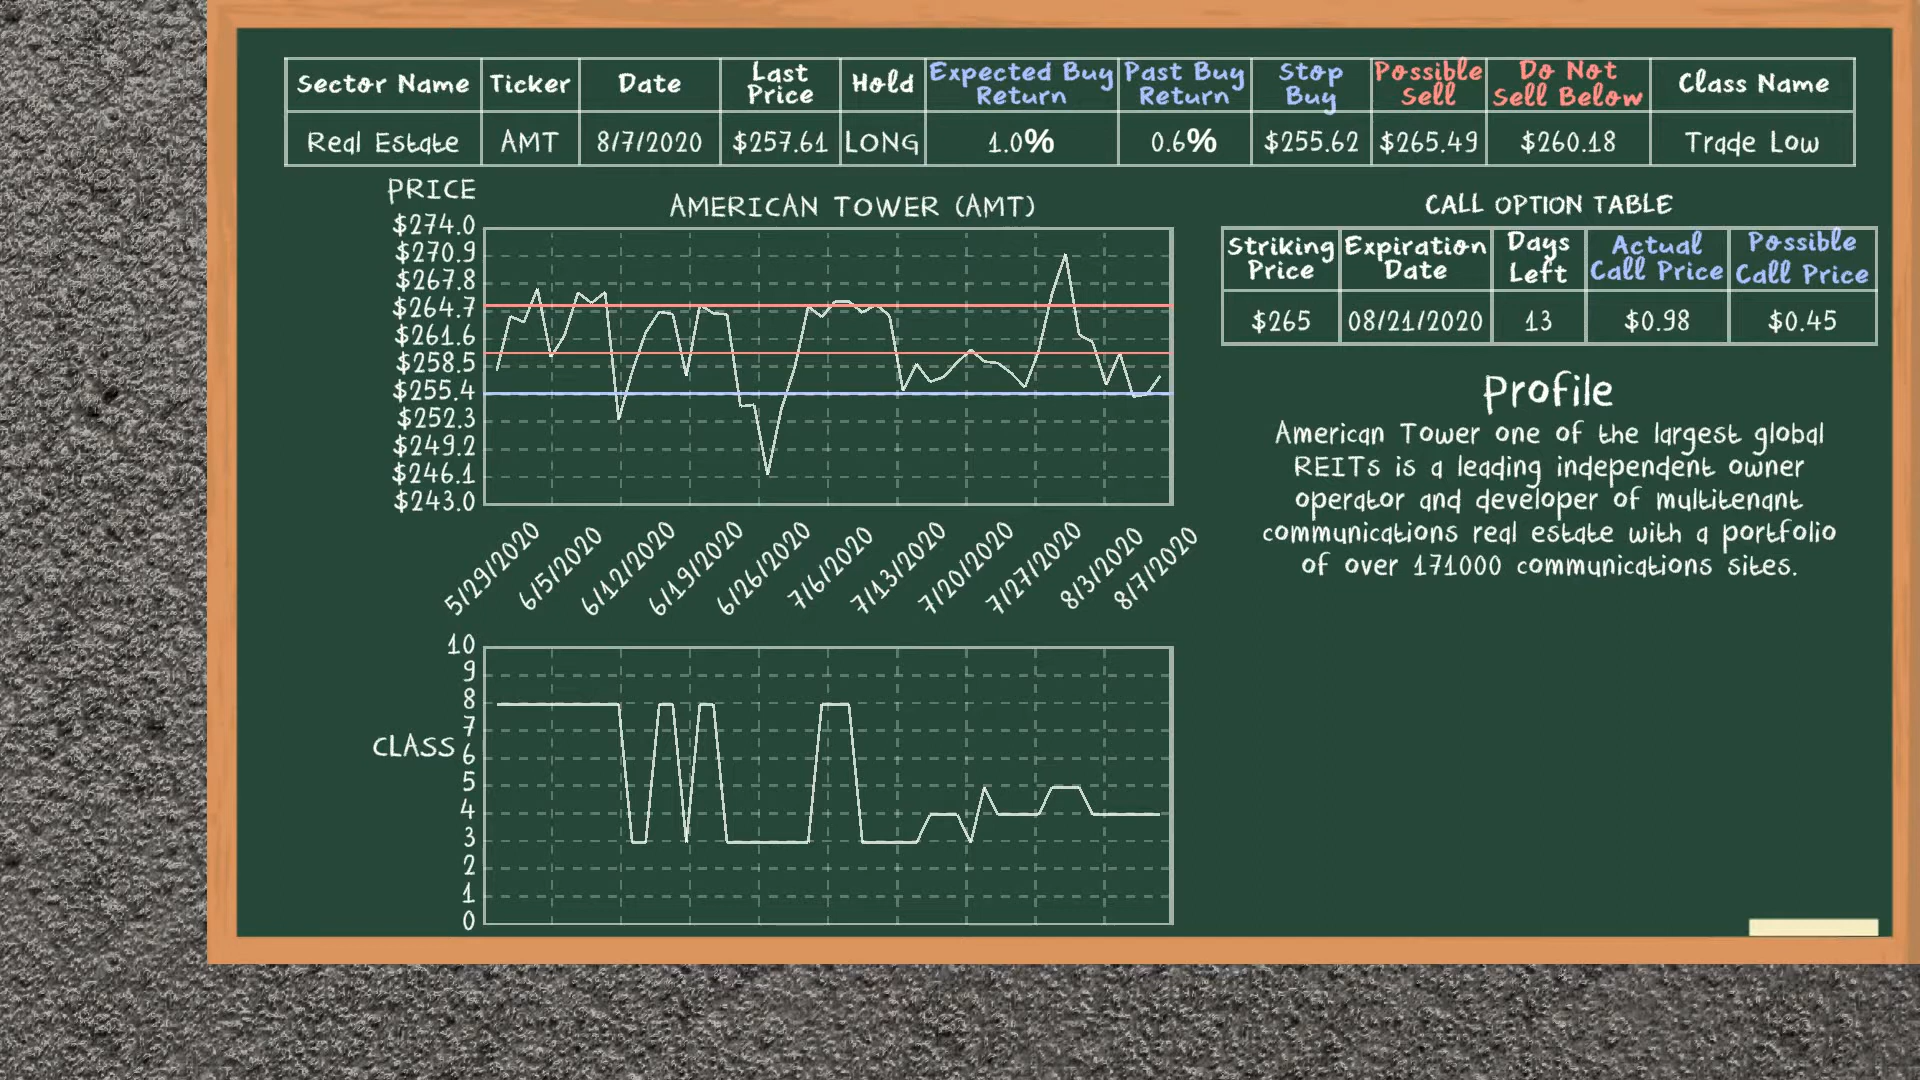 Sector Name Ticker Date Last Price Hold Expected Buy Return Past Buy Return Stop Buy Possible Sell Do Not Sell Below Class Name
Real Estate AMT 8/7/2020 $257.61 LONG 1.0% 0.6% $255.62 $265.49 $260.18 Trade Low
PRICE
AMERICAN TOWER (AMT)
$274.0
$270.9
$267.8
$264.7
$261.6
$258.5
$255.4
$252.3
$249.2
$246.1
$243.0
5/29/2020 6/5/2020 6/12/2020 6/19/2020 6/26/2020 7/6/2020 7/13/2020 7/20/2020 7/27/2020 8/3/2020 8/7/2020
CLASS
10
9
8
7
6
5
4
3
2
1
0
CALL OPTION TABLE
Striking Price Expiration Date Days Left Actual Call Price Possible Call Price
$265 08/21/2020 13 $0.98 $0.45
Profile
American Tower one of the largest global
REITs is a leading independent owner
operator and developer of multitenant
communications real estate with a portfolio
of over 171000 communications sites.